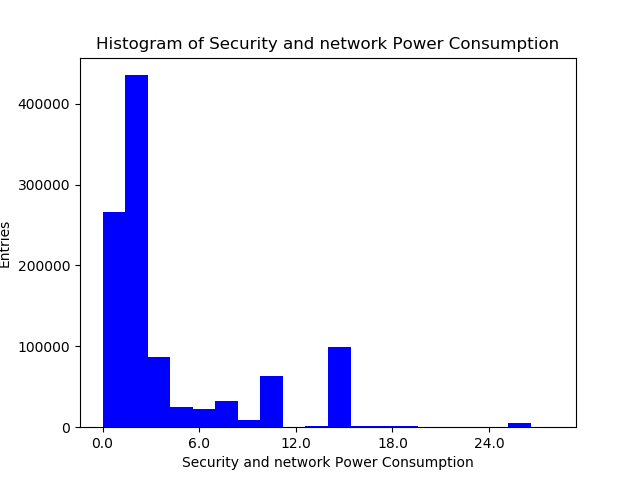 Histogram of Security and network Power Consumption
400000
300000
200000
100000
0
Entries
0.0 6.0 12.0 18.0 24.0
Security and network Power Consumption